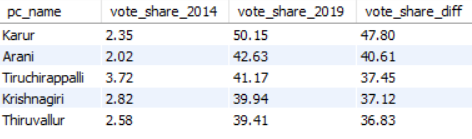 pc_name vote_share_2014 vote_share_2019 vote_share_diff
Karur 2.35 50.15 47.80
Arani 2.02 42.63 40.61
Tiruchirappalli 3.72 41.17 37.45
Krishnagiri 2.82 39.94 37.12
Thiruvallur 2.58 39.41 36.83